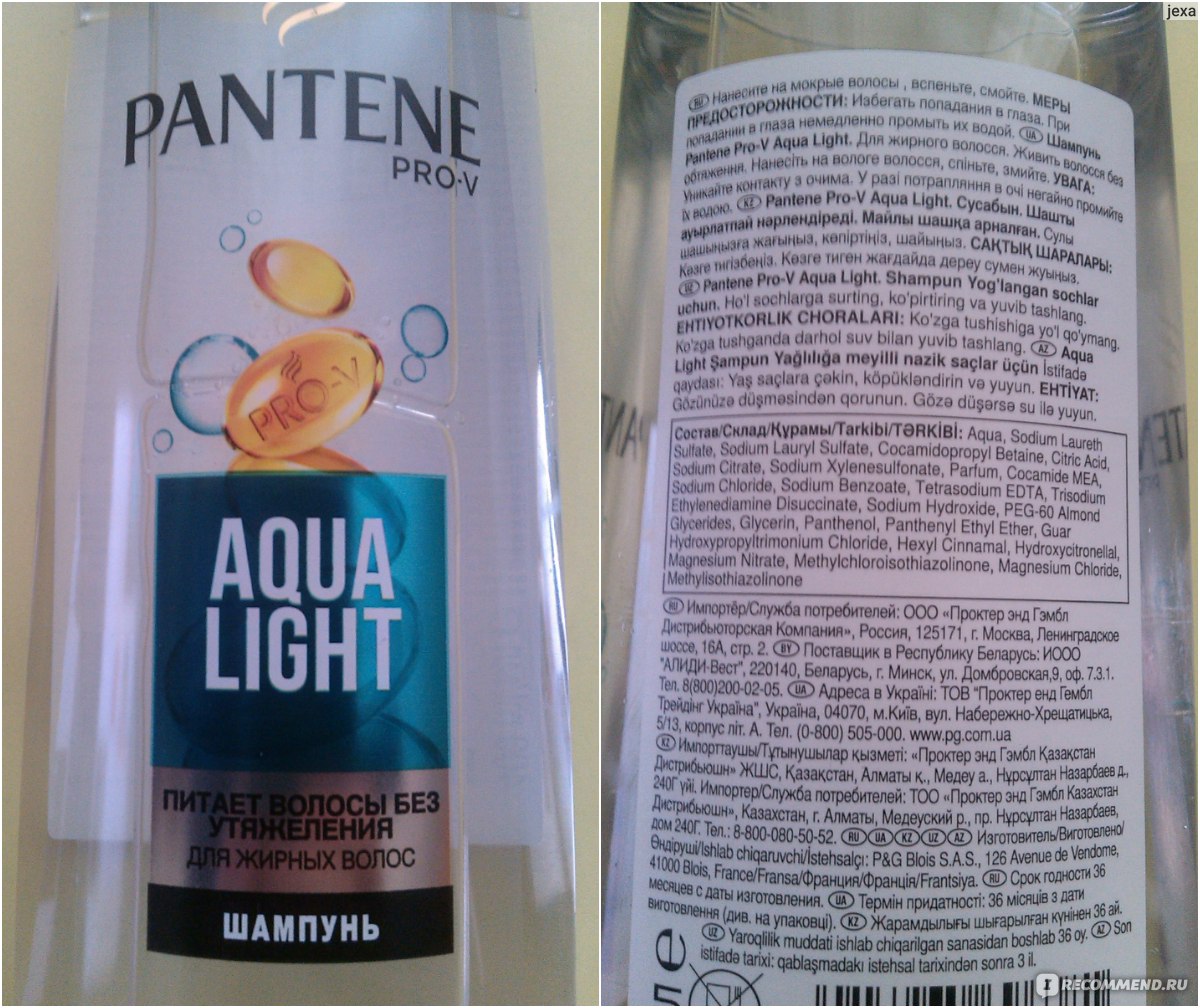 PANTENE
PRO-V
PRO-V
AQUA
LIGHT
ПИТАЕТ ВОЛОСЫ БЕЗ
УТЯЖЕЛЕНИЯ
ДЛЯ ЖИРНЫХ ВОЛОС
ШАМПУНЬ
jexa
RU Нанесите на мокрые волосы , вспеньте, смойте. МЕРЫ
ПРЕДОСТОРОЖНОСТИ: Избегать попадания в глаза. При
попадании в глаза немедленно промыть их водой. UA Шампунь
Pantene Pro-V Aqua Light. Для жирного волосся. Живить волосся без
обтяження. Нанесіть на вологе волосся, спіньте, змийте. УВАГА:
Уникайте контакту з очима. У разі потрапляння в очі негайно промийте
їх водою. KZ Pantene Pro-V Aqua Light. Сусабын. Шашты
ауырлатпай нәрлендіреді. Майлы шашқа арналған. Сулы
шашыңызға жағыңыз, көпіртіңіз, шайыңыз. САҚТЫҚ ШАРАЛАРЫ:
Көзге тигізбеңіз. Көзге тиген жағдайда дереу сумен жуыңыз.
UZ Pantene Pro-V Aqua Light. Shampun Yog'langan sochlar
uchun. Ho'l sochlarga surting, ko'pirtiring va yuvib tashlang.
EHTIYOTKORLIK CHORALARI: Ko'zga tushishiga yo'l qo'ymang.
Ko'zga tushganda darhol suv bilan yuvib tashlang. AZ Aqua
Light Şampun Yağlılığa meyilli nazik saçlar üçün İstifadə
qaydası: Yaş saçlara çəkin, köpükləndirin və yuyun. EHTİYAT:
Gözünüzə düşməsindən qorunun. Gözə düşərsə su ilə yuyun.
Состав/Склад/Құрамы/Tarkibi/TƏRKİBİ: Aqua, Sodium Laureth
Sulfate, Sodium Lauryl Sulfate, Cocamidopropyl Betaine, Citric Acid,
Sodium Citrate, Sodium Xylenesulfonate, Parfum, Cocamide MEA,
Sodium Chloride, Sodium Benzoate, Tetrasodium EDTA, Trisodium
Ethylenediamine Disuccinate, Sodium Hydroxide, PEG-60 Almond
Glycerides, Glycerin, Panthenol, Panthenyl Ethyl Ether, Guar
Hydroxypropyltrimonium Chloride, Hexyl Cinnamal, Hydroxycitronellal,
Magnesium Nitrate, Methylchloroisothiazolinone, Magnesium Chloride,
Methylisothiazolinone
RU Импортёр/Служба потребителей: ООО «Проктер энд Гэмбл
Дистрибьюторская Компания», Россия, 125171, г. Москва, Ленинградское
шоссе, 16А, стр. 2. BY Поставщик в Республику Беларусь: ИООО
"АЛИДИ-Вест", 220140, Беларусь, г. Минск, ул. Домбровская,9, оф. 7.3.1.
Тел. 8(800)200-02-05. UA Адреса в Україні: ТОВ "Проктер енд Гембл
Трейдінг Україна", Україна, 04070, м.Київ, вул. Набережно-Хрещатицька,
5/13, корпус літ. А. Тел. (0-800) 505-000. www.pg.com.ua
KZ Импорттаушы/Тұтынушылар қызметі: «Проктер энд Гэмбл Қазақстан
Дистрибьюшн» ЖШС, Қазақстан, Алматы қ., Медеу а., Нұрсұлтан Назарбаев д.,
240Г үйі. Импортер/Служба потребителей: ТОО «Проктер энд Гэмбл Казахстан
Дистрибьюшн», Казахстан, г. Алматы, Медеуский р., пр. Нұрсұлтан Назарбаев,
дом 240Г. Тел.: 8-800-080-50-52. RU UA KZ UZ AZ Изготовитель/Виготовлено/
Өндіруші/Ishlab chiqaruvchi/İstehsalçı: P&G Blois S.A.S., 126 Avenue de Vendome,
41000 Blois, France/Fransa/Франция/Франція/Frantsiya. RU Срок годности 36
месяцев с даты изготовления. UA Термін придатності: 36 місяців з дати
виготовлення (див. на упаковці). KZ Жарамдылығы шығарылған күнінен 36 ай.
UZ Yaroqlilik muddati ishlab chiqarilgan sanasidan boshlab 36 oy. AZ Son
istifadə tarixi: qablaşmadakı istehsal tarixindən sonra 3 il.
RECOMMEND.RU